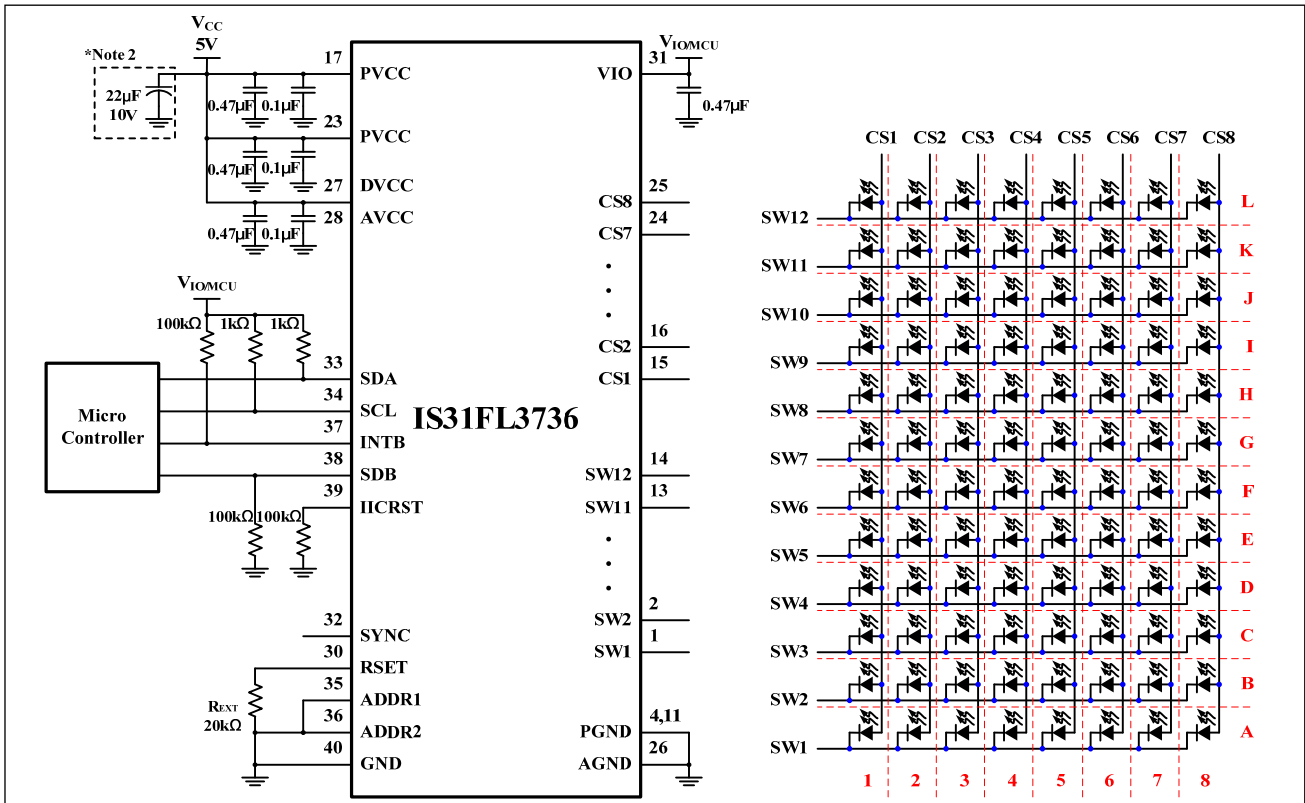 *Note 2
VCC
5V
22µF
10V
0.47µF 0.1µF
0.47µF 0.1µF
0.47µF 0.1µF
17 PVCC
23 PVCC
27 DVCC
28 AVCC
VIO/MCU
100kΩ 1kΩ 1kΩ
Micro
Controller
33 SDA
34 SCL
37 INTB
38 SDB
39 IICRST
100kΩ 100kΩ
32 SYNC
30 RSET
35 ADDR1
36 ADDR2
40 GND
REXT
20kΩ
IS31FL3736
VIO/MCU
VIO 31
0.47µF
CS8 25
CS7 24
CS2 16
CS1 15
SW12 14
SW11 13
SW2 2
SW1 1
PGND 4,11
AGND 26
CS1 CS2 CS3 CS4 CS5 CS6 CS7 CS8
SW12 L
SW11 K
SW10 J
SW9 I
SW8 H
SW7 G
SW6 F
SW5 E
SW4 D
SW3 C
SW2 B
SW1 A
1 2 3 4 5 6 7 8